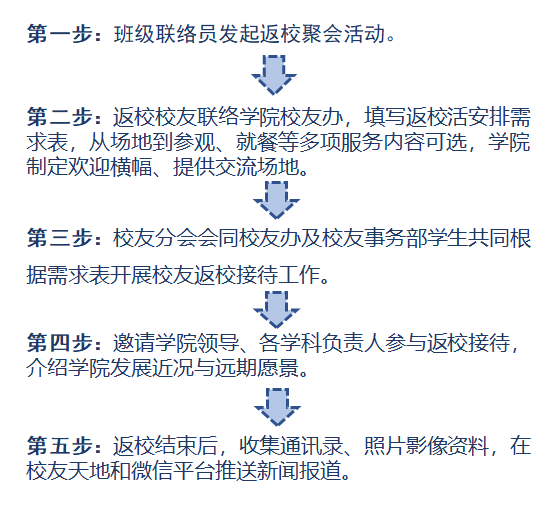 第一步：班级联络员发起返校聚会活动。
第二步：返校校友联络学院校友办，填写返校活安排需
求表，从场地到参观、就餐等多项服务内容可选，学院
制定欢迎横幅、提供交流场地。
第三步：校友分会会同校友办及校友事务部学生共同根
据需求表开展校友返校接待工作。
第四步：邀请学院领导、各学科负责人参与返校接待，
介绍学院发展近况与远期愿景。
第五步：返校结束后，收集通讯录、照片影像资料，在
校友天地和微信平台推送新闻报道。